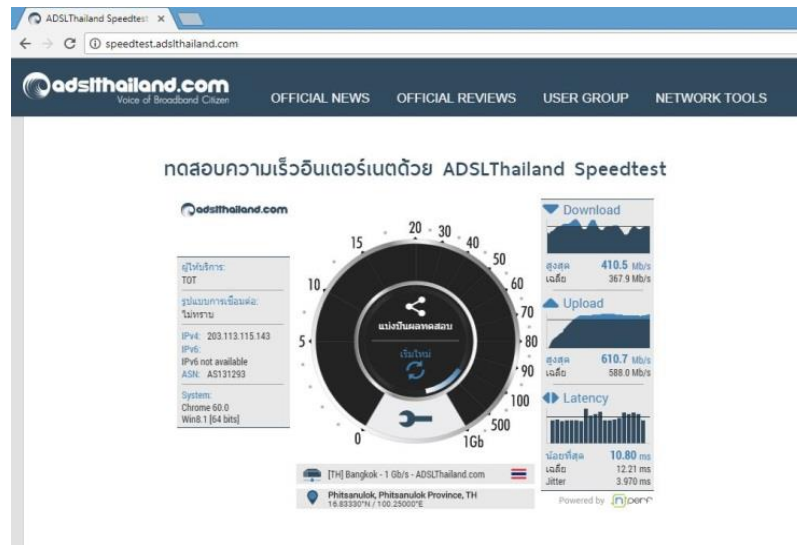 ADSLThailand Speedtest
speedtest.adslthailand.com
adslthailand.com
Voice of Broadband Citizen
OFFICIAL NEWS OFFICIAL REVIEWS USER GROUP NETWORK TOOLS
ทดสอบความเร็วอินเตอร์เนตด้วย ADSLThailand Speedtest
adslthailand.com
ผู้ให้บริการ:
TOT
รูปแบบการเชื่อมต่อ:
ไม่ทราบ
IPv4: 203.113.115.143
IPv6:
IPv6 not available
ASN: AS131293
System:
Chrome 60.0
Win8.1 [64 bits]
0
5
10
15
20
30
40
50
60
70
80
90
100
500
1Gb
แบ่งปันผลทดสอบ
เริ่มใหม่
Download
สูงสุด 410.5 Mb/s
เฉลี่ย 367.9 Mb/s
Upload
สูงสุด 610.7 Mb/s
เฉลี่ย 588.0 Mb/s
Latency
น้อยที่สุด 10.80 ms
เฉลี่ย 12.21 ms
Jitter 3.970 ms
Powered by nperf
[TH] Bangkok - 1 Gb/s - ADSLThailand.com
Phitsanulok, Phitsanulok Province, TH
16.83330°N / 100.25000°E